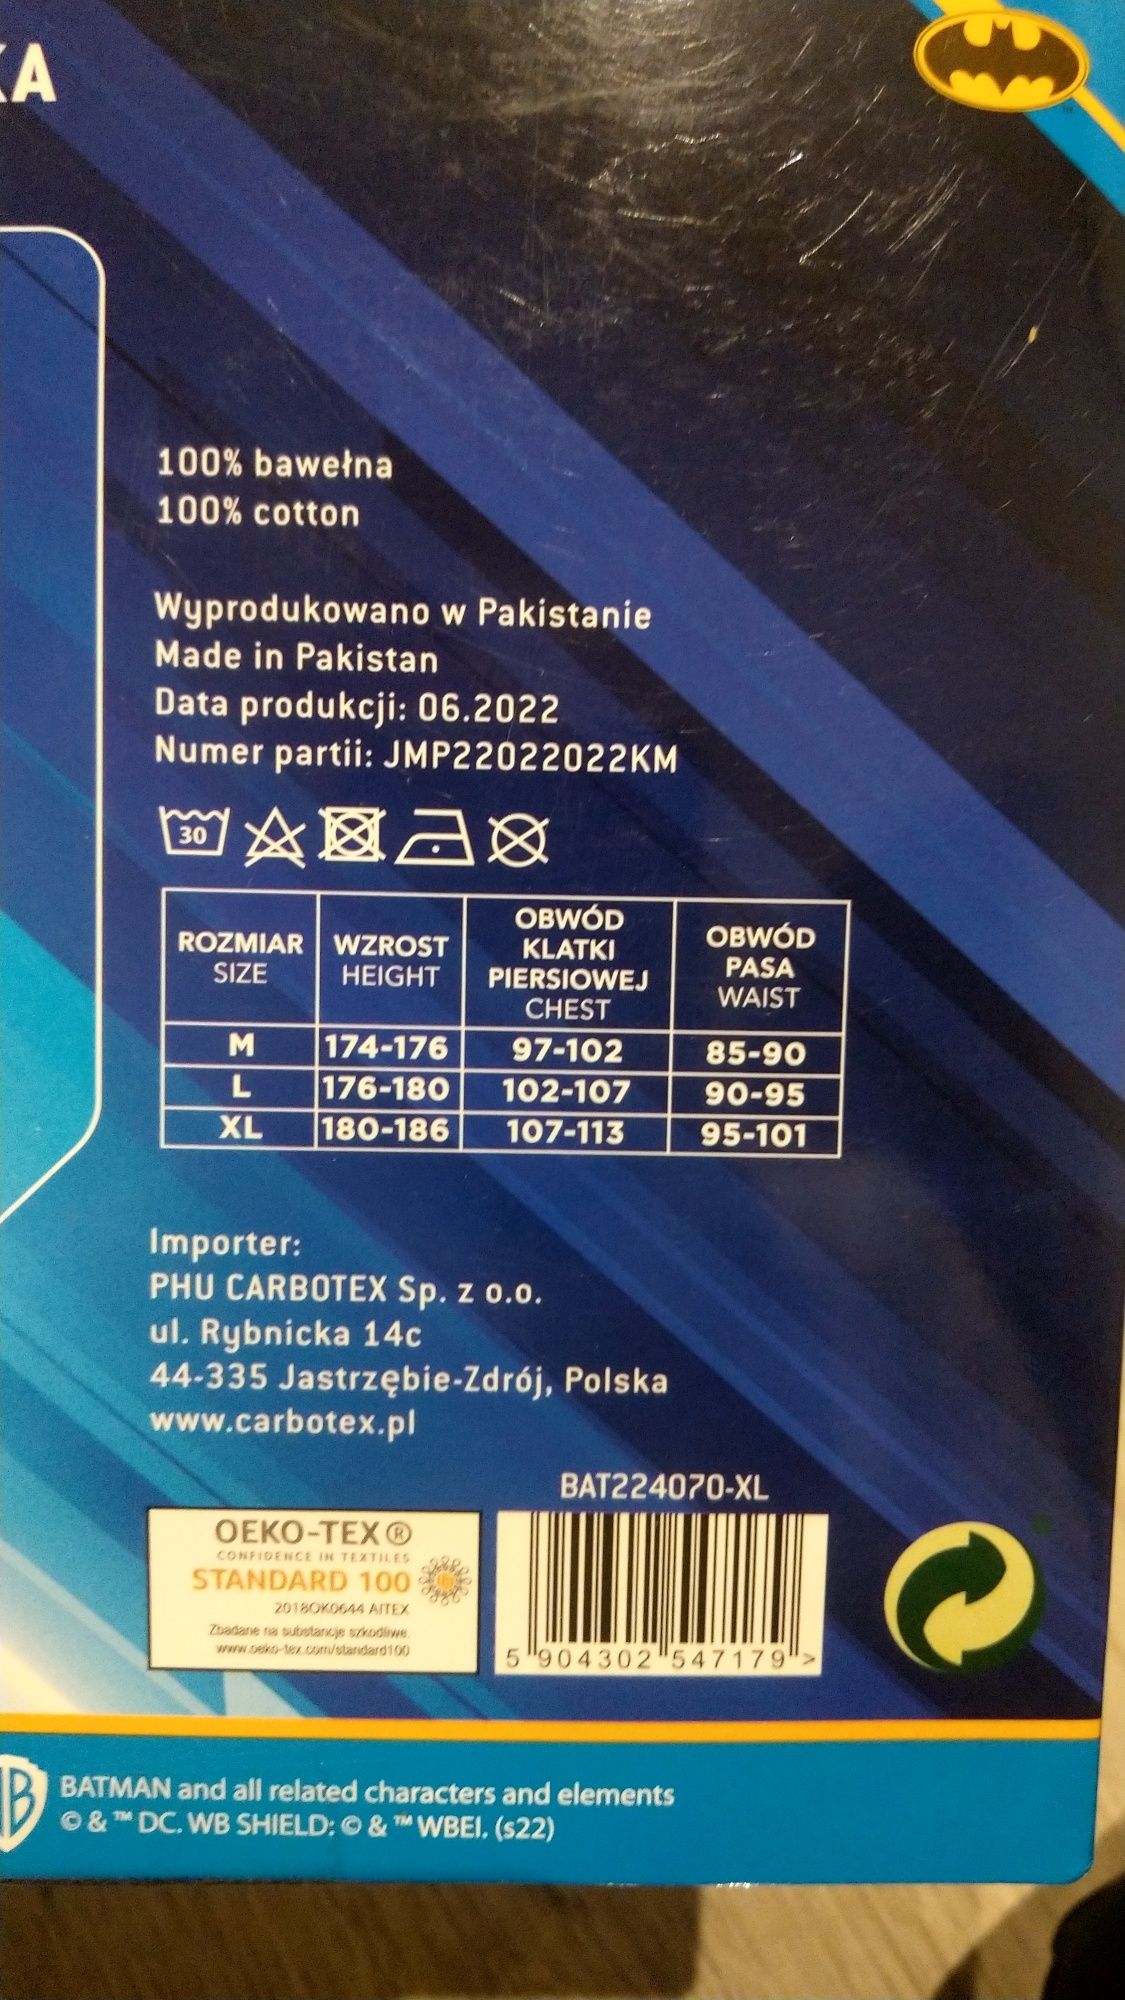 100% bawełna
100% cotton
Wyprodukowano w Pakistanie
Made in Pakistan
Data produkcji: 06.2022
Numer partii: JMP22022022KM
30
ROZMIAR SIZE WZROST HEIGHT OBWÓD KLATKI PIERSIOWEJ CHEST OBWÓD PASA WAIST
M 174-176 97-102 85-90
L 176-180 102-107 90-95
XL 180-186 107-113 95-101
Importer:
PHU CARBOTEX Sp. z o.o.
ul. Rybnicka 14c
44-335 Jastrzębie-Zdrój, Polska
www.carbotex.pl
BAT224070-XL
OEKO-TEX®
CONFIDENCE IN TEXTILES
STANDARD 100
2018OK0644 AITEX
Zbadane na substancje szkodliwe.
www.oeko-tex.com/standard100
5 904302 547179 >
BATMAN and all related characters and elements
© & ™ DC. WB SHIELD: © & ™ WBEI. (s22)